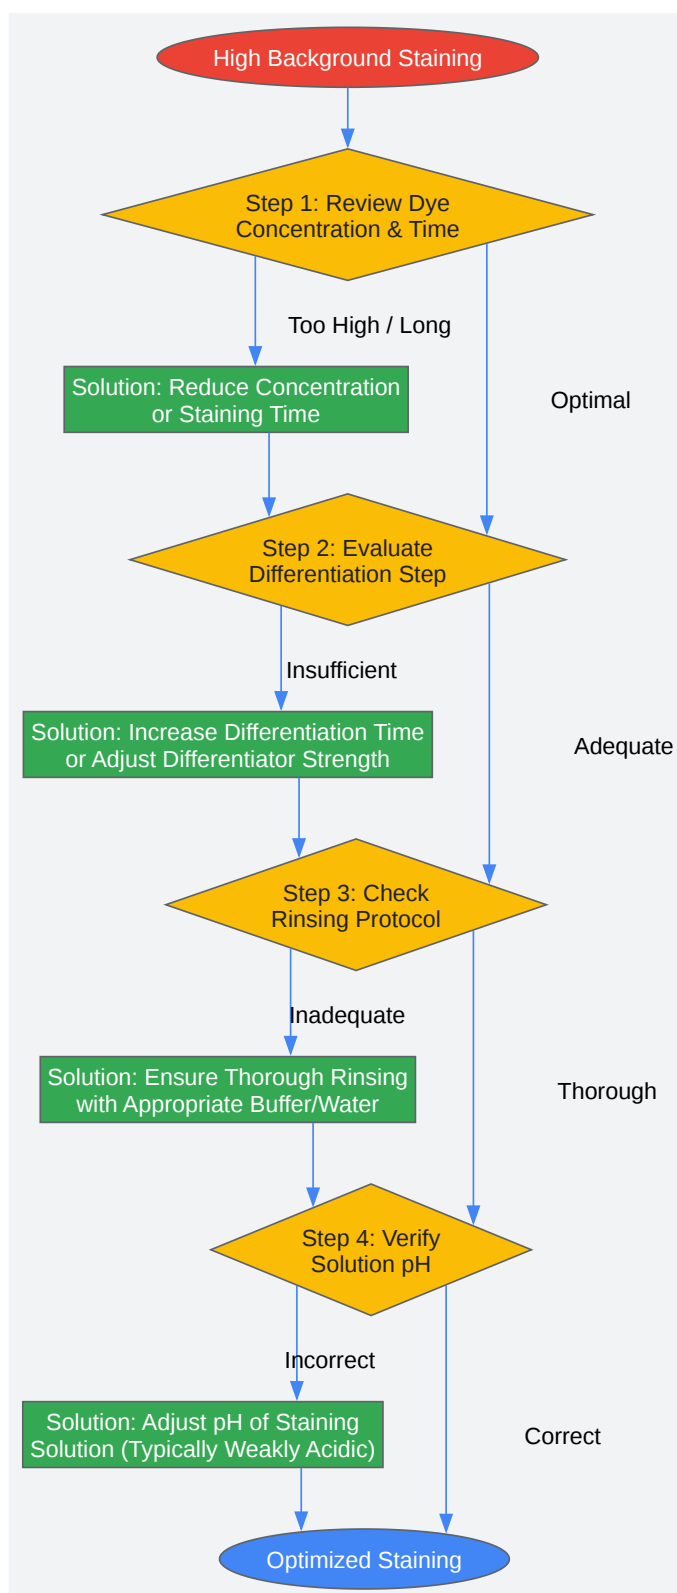 High Background Staining
Step 1: Review Dye
Concentration & Time
Too High / Long
Solution: Reduce Concentration
or Staining Time
Optimal
Step 2: Evaluate
Differentiation Step
Insufficient
Solution: Increase Differentiation Time
or Adjust Differentiator Strength
Adequate
Step 3: Check
Rinsing Protocol
Inadequate
Solution: Ensure Thorough Rinsing
with Appropriate Buffer/Water
Thorough
Step 4: Verify
Solution pH
Incorrect
Solution: Adjust pH of Staining
Solution (Typically Weakly Acidic)
Correct
Optimized Staining